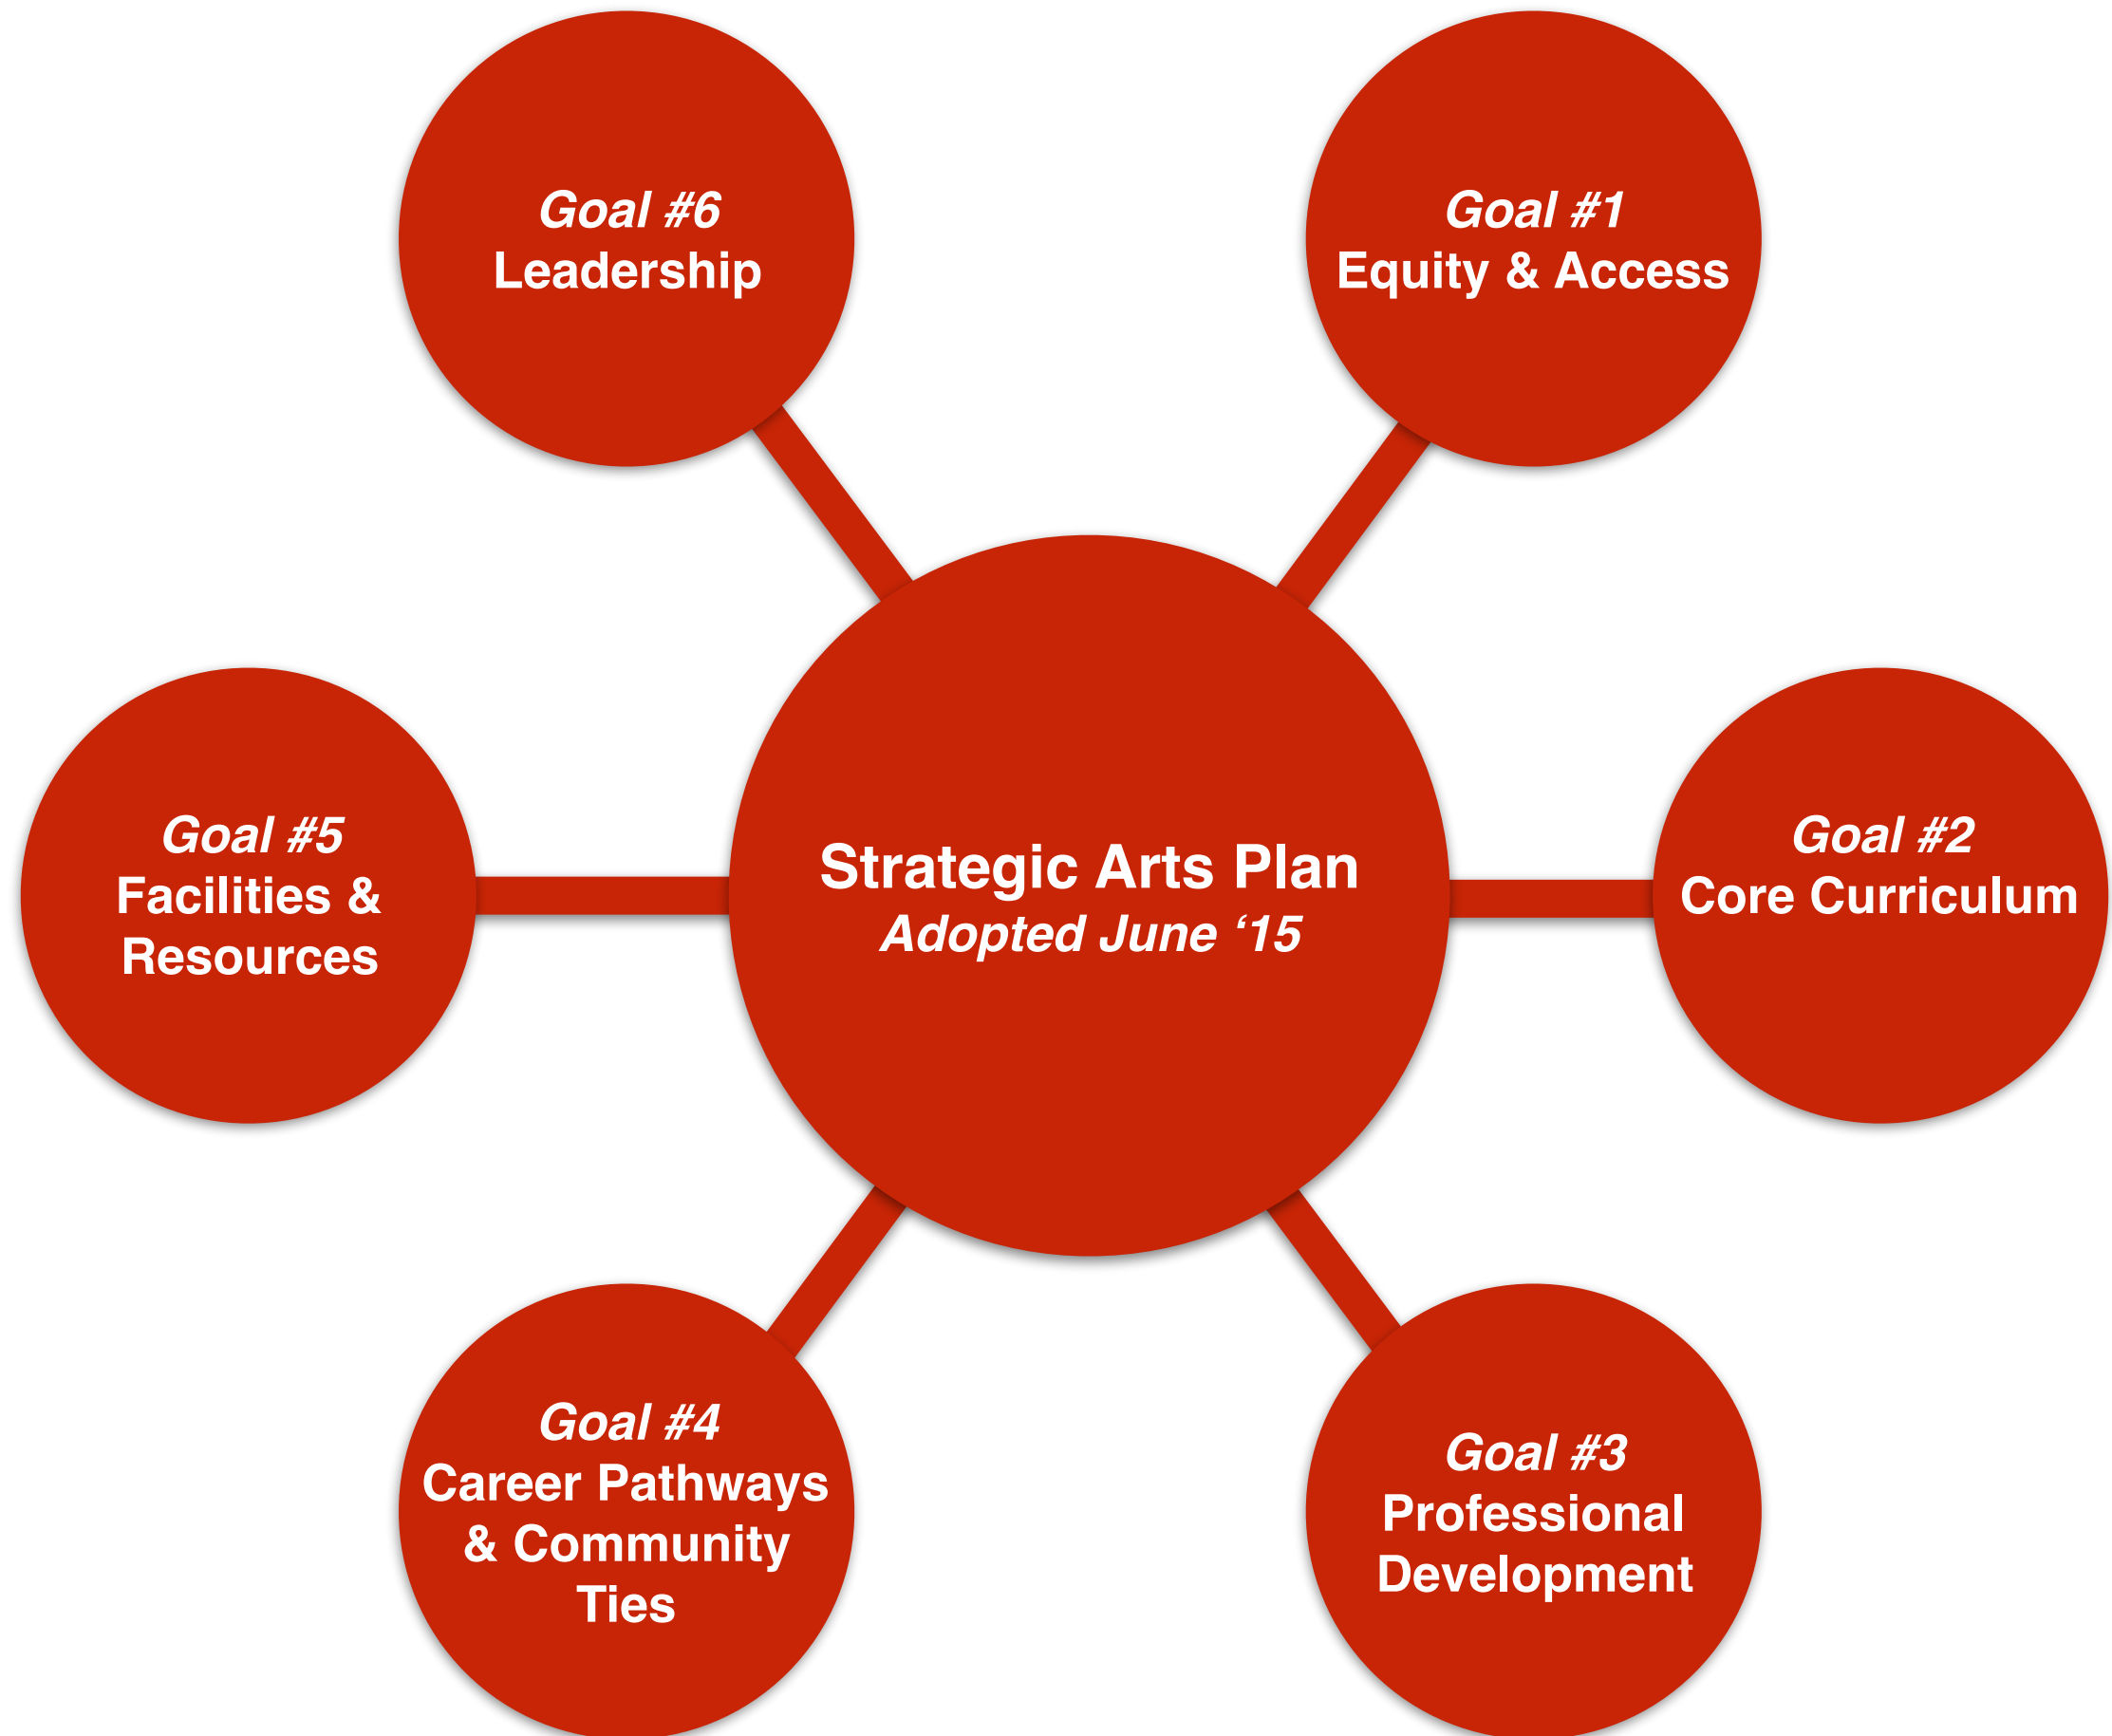 Goal #6
Leadership
Goal #1
Equity & Access
Goal #5
Facilities &
Resources
Strategic Arts Plan
Adopted June ‘15
Goal #2
Core Curriculum
Goal #4
Career Pathways
& Community
Ties
Goal #3
Professional
Development